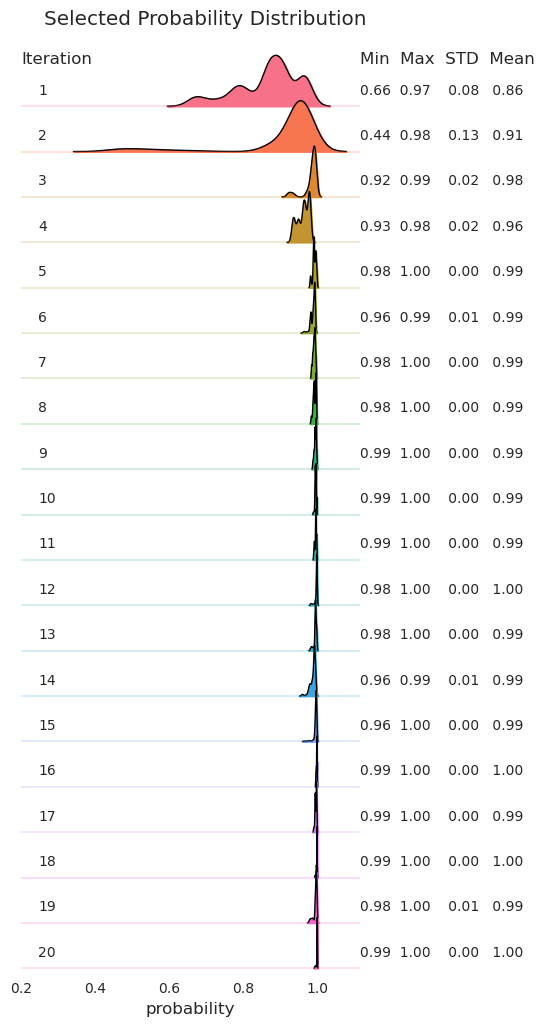 Selected Probability Distribution
Iteration Min Max STD Mean
1 0.66 0.97 0.08 0.86
2 0.44 0.98 0.13 0.91
3 0.92 0.99 0.02 0.98
4 0.93 0.98 0.02 0.96
5 0.98 1.00 0.00 0.99
6 0.96 0.99 0.01 0.99
7 0.98 1.00 0.00 0.99
8 0.98 1.00 0.00 0.99
9 0.99 1.00 0.00 0.99
10 0.99 1.00 0.00 0.99
11 0.99 1.00 0.00 0.99
12 0.98 1.00 0.00 1.00
13 0.98 1.00 0.00 0.99
14 0.96 0.99 0.01 0.99
15 0.96 1.00 0.00 0.99
16 0.99 1.00 0.00 1.00
17 0.99 1.00 0.00 0.99
18 0.99 1.00 0.00 1.00
19 0.98 1.00 0.01 0.99
20 0.99 1.00 0.00 1.00
0.2 0.4 0.6 0.8 1.0
probability